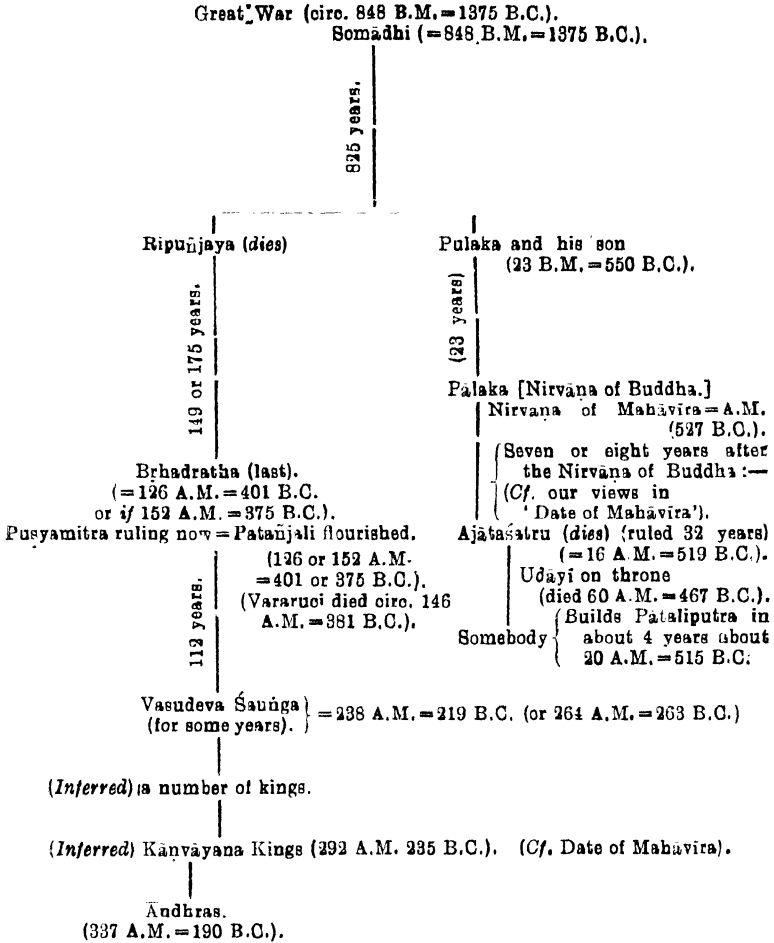 Great War (circ. 848 B.M. = 1375 B.C.).
Somādhi (= 848 B.M. = 1375 B.C.).
825 years.
Ripuñjaya (dies)
149 or 175 years.
Bṛhadratha (last).
(= 126 A.M. = 401 B.C.
or if 152 A.M. = 375 B.C.).
Puṣyamitra ruling now = Patañjali flourished.
(126 or 152 A.M.
= 401 or 375 B.C.).
(Vararuci died circ. 146
A.M. = 381 B.C.).
112 years.
Pulaka and his son
(23 B.M. = 550 B.C.).
(23 years)
Pālaka [Nirvāṇa of Buddha.]
Nirvaṇa of Mahāvīra = A.M.
(527 B.C.).
Seven or eight years after
the Nirvāṇa of Buddha :—
(Cf. our views in
' Date of Mahāvira').
Ajātaśatru (dies) (ruled 32 years)
(= 16 A.M. = 519 B.C.).
Udāyī on throne
(died 60 A.M. = 467 B.C.).
Somebody
Builds Pāṭaliputra in
about 4 years about
20 A.M. = 515 B.C.
Vasudeva Śauṅga
(for some years).
= 238 A.M. = 219 B.C. (or 264 A.M. = 263 B.C.)
(Inferred) a number of kings.
(Inferred) Kāṇvāyana Kings (292 A.M. 235 B.C.). (Cf. Date of Mahāvira).
Āndhras.
(337 A.M. = 190 B.C.).